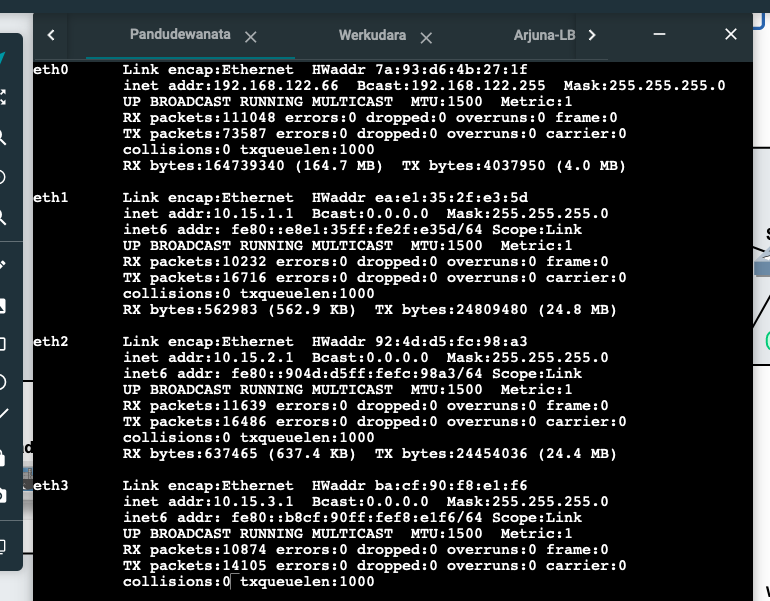 Pandudewanata
Werkudara
Arjuna-LB
eth0 Link encap:Ethernet HWaddr 7a:93:d6:4b:27:1f
inet addr:192.168.122.66 Bcast:192.168.122.255 Mask:255.255.255.0
UP BROADCAST RUNNING MULTICAST MTU:1500 Metric:1
RX packets:111048 errors:0 dropped:0 overruns:0 frame:0
TX packets:73587 errors:0 dropped:0 overruns:0 carrier:0
collisions:0 txqueuelen:1000
RX bytes:164739340 (164.7 MB) TX bytes:4037950 (4.0 MB)
eth1 Link encap:Ethernet HWaddr ea:e1:35:2f:e3:5d
inet addr:10.15.1.1 Bcast:0.0.0.0 Mask:255.255.255.0
inet6 addr: fe80::e8e1:35ff:fe2f:e35d/64 Scope:Link
UP BROADCAST RUNNING MULTICAST MTU:1500 Metric:1
RX packets:10232 errors:0 dropped:0 overruns:0 frame:0
TX packets:16716 errors:0 dropped:0 overruns:0 carrier:0
collisions:0 txqueuelen:1000
RX bytes:562983 (562.9 KB) TX bytes:24809480 (24.8 MB)
eth2 Link encap:Ethernet HWaddr 92:4d:d5:fc:98:a3
inet addr:10.15.2.1 Bcast:0.0.0.0 Mask:255.255.255.0
inet6 addr: fe80::904d:d5ff:fefc:98a3/64 Scope:Link
UP BROADCAST RUNNING MULTICAST MTU:1500 Metric:1
RX packets:11639 errors:0 dropped:0 overruns:0 frame:0
TX packets:16486 errors:0 dropped:0 overruns:0 carrier:0
collisions:0 txqueuelen:1000
RX bytes:637465 (637.4 KB) TX bytes:24454036 (24.4 MB)
eth3 Link encap:Ethernet HWaddr ba:cf:90:f8:e1:f6
inet addr:10.15.3.1 Bcast:0.0.0.0 Mask:255.255.255.0
inet6 addr: fe80::b8cf:90ff:fef8:e1f6/64 Scope:Link
UP BROADCAST RUNNING MULTICAST MTU:1500 Metric:1
RX packets:10874 errors:0 dropped:0 overruns:0 frame:0
TX packets:14105 errors:0 dropped:0 overruns:0 carrier:0
collisions:0 txqueuelen:1000